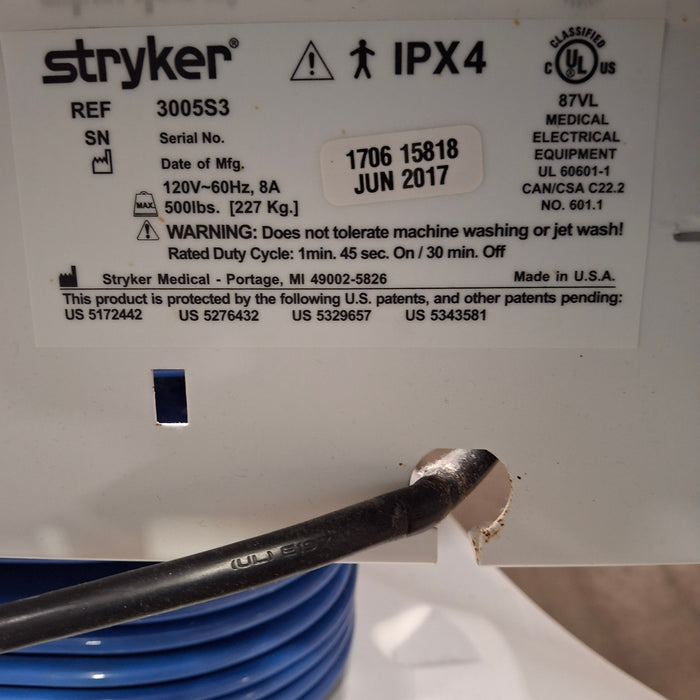 stryker®
IPX4
CLASSIFIED
C UL US
REF 3005S3
87VL
MEDICAL
ELECTRICAL
EQUIPMENT
UL 60601-1
CAN/CSA C22.2
NO. 601.1
SN Serial No.
1706 15818
JUN 2017
Date of Mfg.
120V~60Hz, 8A
MAX. 500lbs. [227 Kg.]
WARNING: Does not tolerate machine washing or jet wash!
Rated Duty Cycle: 1min. 45 sec. On / 30 min. Off
Stryker Medical - Portage, MI 49002-5826 Made in U.S.A.
This product is protected by the following U.S. patents, and other patents pending:
US 5172442 US 5276432 US 5329657 US 5343581
(UL)